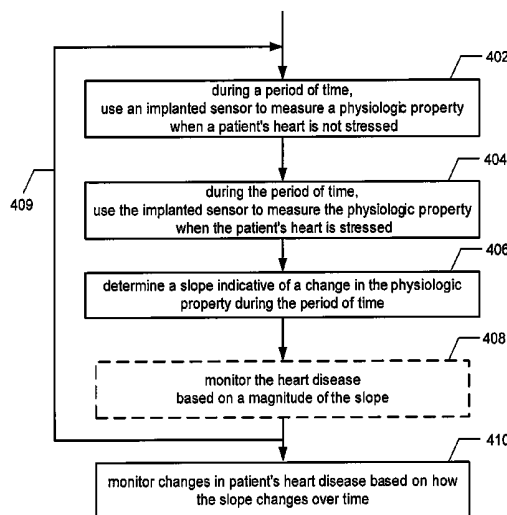 402
during a period of time,
use an implanted sensor to measure a physiologic property
when a patient's heart is not stressed
404
during the period of time,
use the implanted sensor to measure the physiologic property
when the patient's heart is stressed
409
406
determine a slope indicative of a change in the physiologic
property during the period of time
408
monitor the heart disease
based on a magnitude of the slope
410
monitor changes in patient's heart disease based on how
the slope changes over time